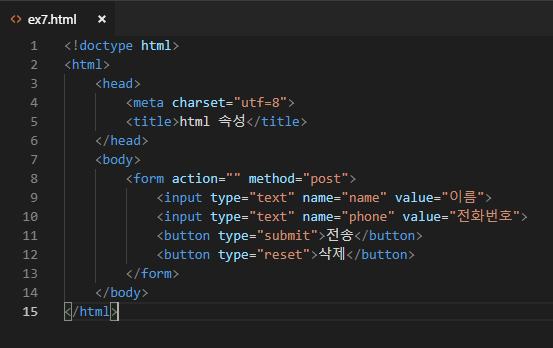 <> ex7.html ×
1 <!doctype html>
2 <html>
3     <head>
4         <meta charset="utf=8">
5         <title>html 속성</title>
6     </head>
7     <body>
8         <form action="" method="post">
9             <input type="text" name="name" value="이름">
10             <input type="text" name="phone" value="전화번호">
11             <button type="submit">전송</button>
12             <button type="reset">삭제</button>
13         </form>
14     </body>
15 </html>